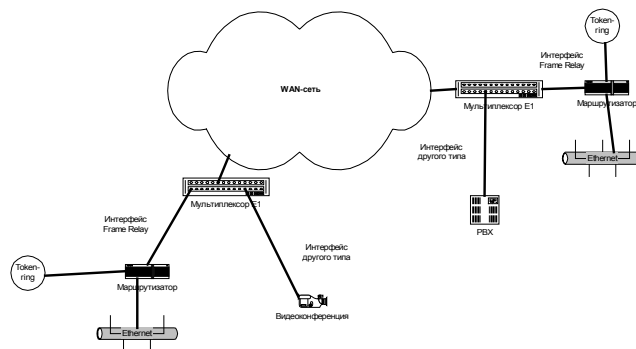 Token-
ring
Интерфейс
Frame Relay
WAN-сеть
Мультиплексор E1
Маршрутизатор
Интерфейс
другого типа
Ethernet
Мультиплексор E1
PBX
Интерфейс
Frame Relay
Интерфейс
другого типа
Token-
ring
Маршрутизатор
Видеоконференция
Ethernet